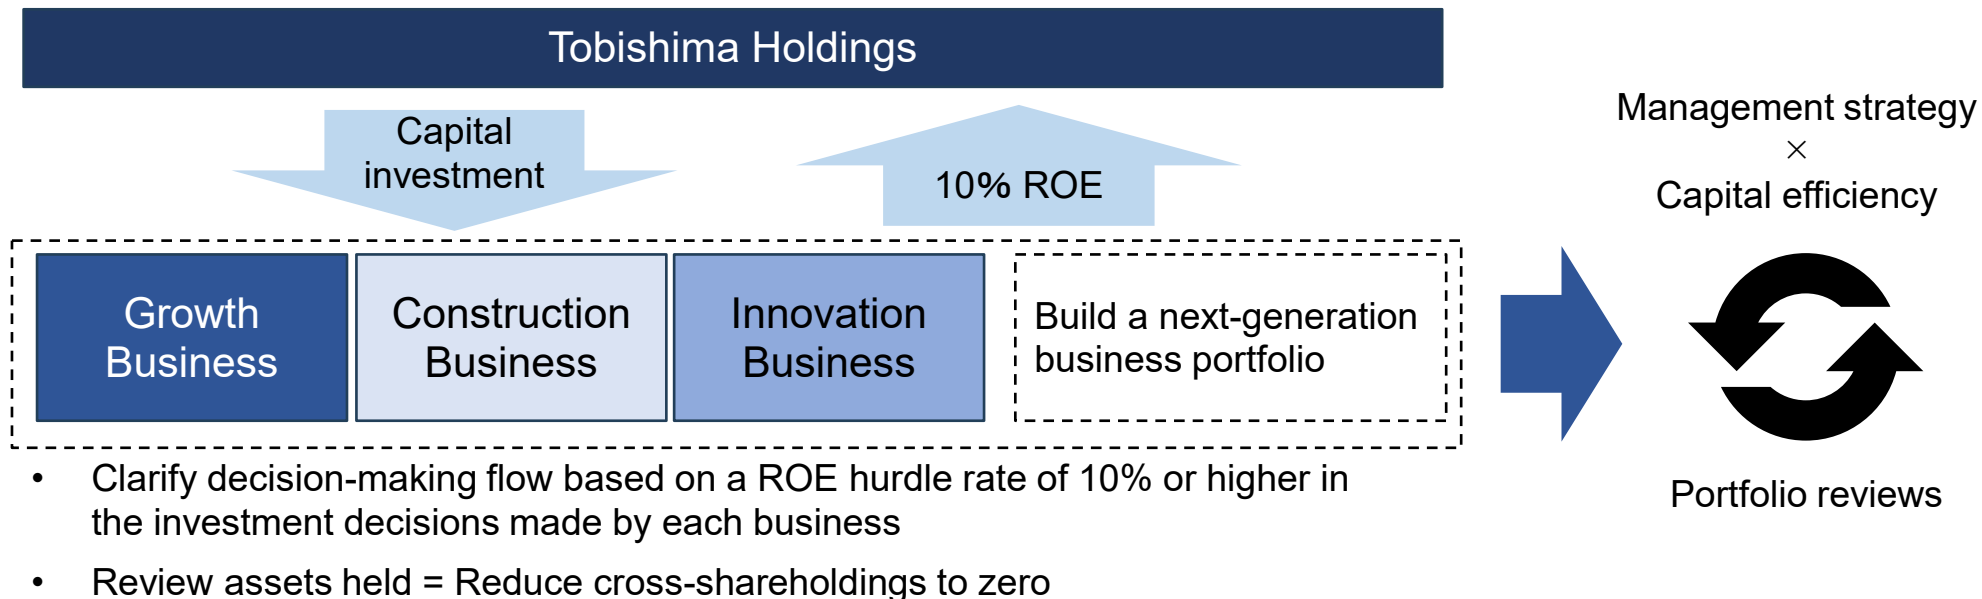 Tobishima Holdings
Capital
investment
10% ROE
Management strategy
×
Capital efficiency
Growth
Business
Construction
Business
Innovation
Business
Build a next-generation
business portfolio
Portfolio reviews
• Clarify decision-making flow based on a ROE hurdle rate of 10% or higher in
the investment decisions made by each business
• Review assets held = Reduce cross-shareholdings to zero